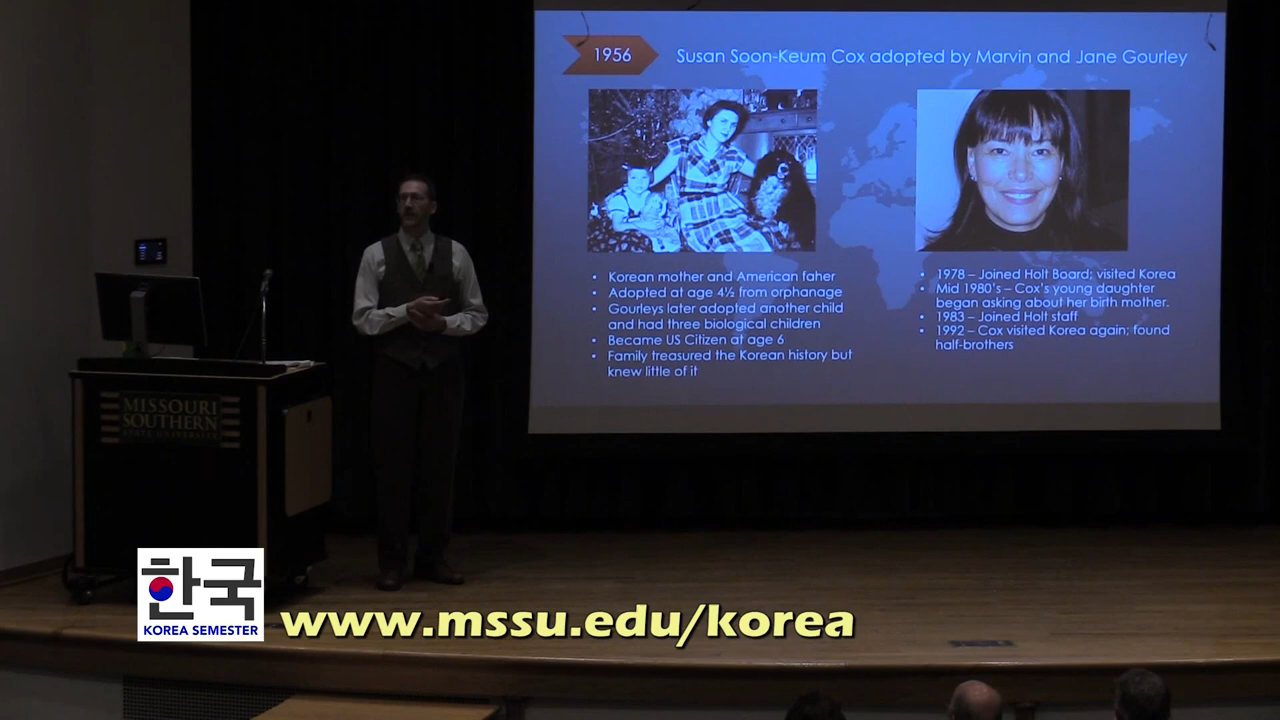 1956
Susan Soon-Keum Cox adopted by Marvin and Jane Gourley
• Korean mother and American faher
• Adopted at age 4½ from orphanage
• Gourleys later adopted another child
and had three biological children
• Became US Citizen at age 6
• Family treasured the Korean history but
knew little of it
• 1978 – Joined Holt Board; visited Korea
• Mid 1980's – Cox's young daughter
began asking about her birth mother.
• 1983 – Joined Holt staff
• 1992 – Cox visited Korea again; found
half-brothers
MISSOURI
SOUTHERN
STATE UNIVERSITY
한국
KOREA SEMESTER
www.mssu.edu/korea